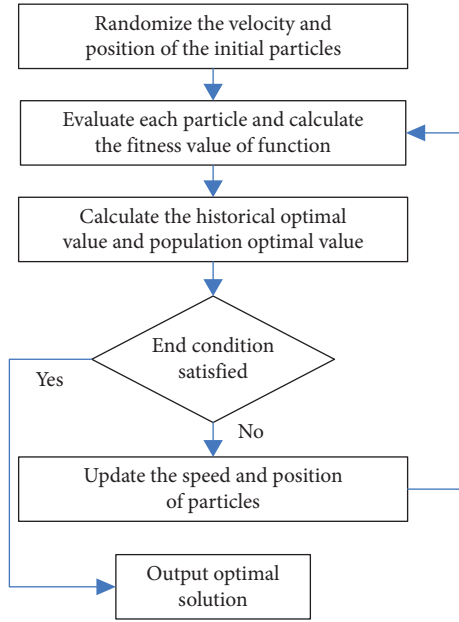 Randomize the velocity and
position of the initial particles
Evaluate each particle and calculate
the fitness value of function
Calculate the historical optimal
value and population optimal value
End condition
satisfied
Yes
No
Update the speed and position
of particles
Output optimal
solution